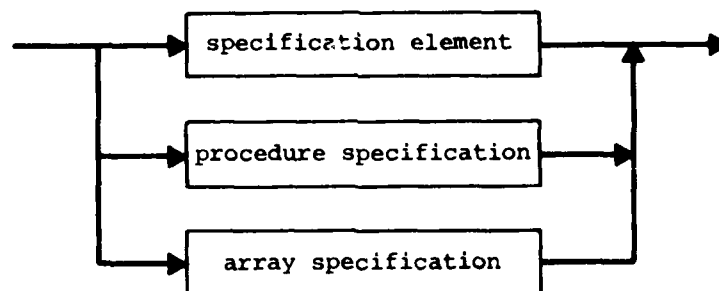 specification element
procedure specification
array specification